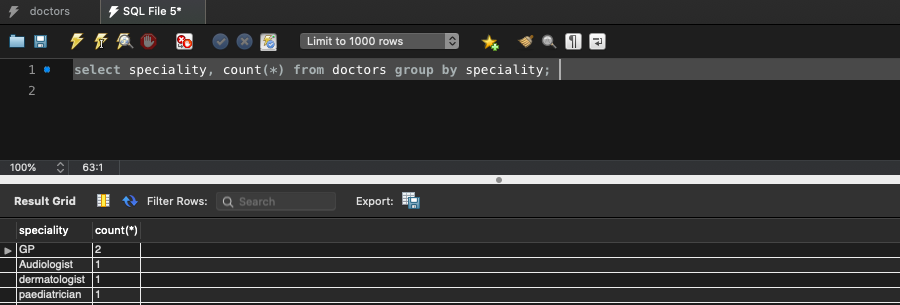 doctors SQL File 5*
Limit to 1000 rows
1 select speciality, count(*) from doctors group by speciality;
2
100% 63:1
Result Grid Filter Rows: Search Export:
speciality count(*)
GP 2
Audiologist 1
dermatologist 1
paediatrician 1